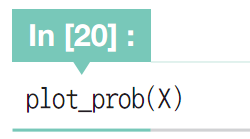 In [20] :
plot_prob(X)